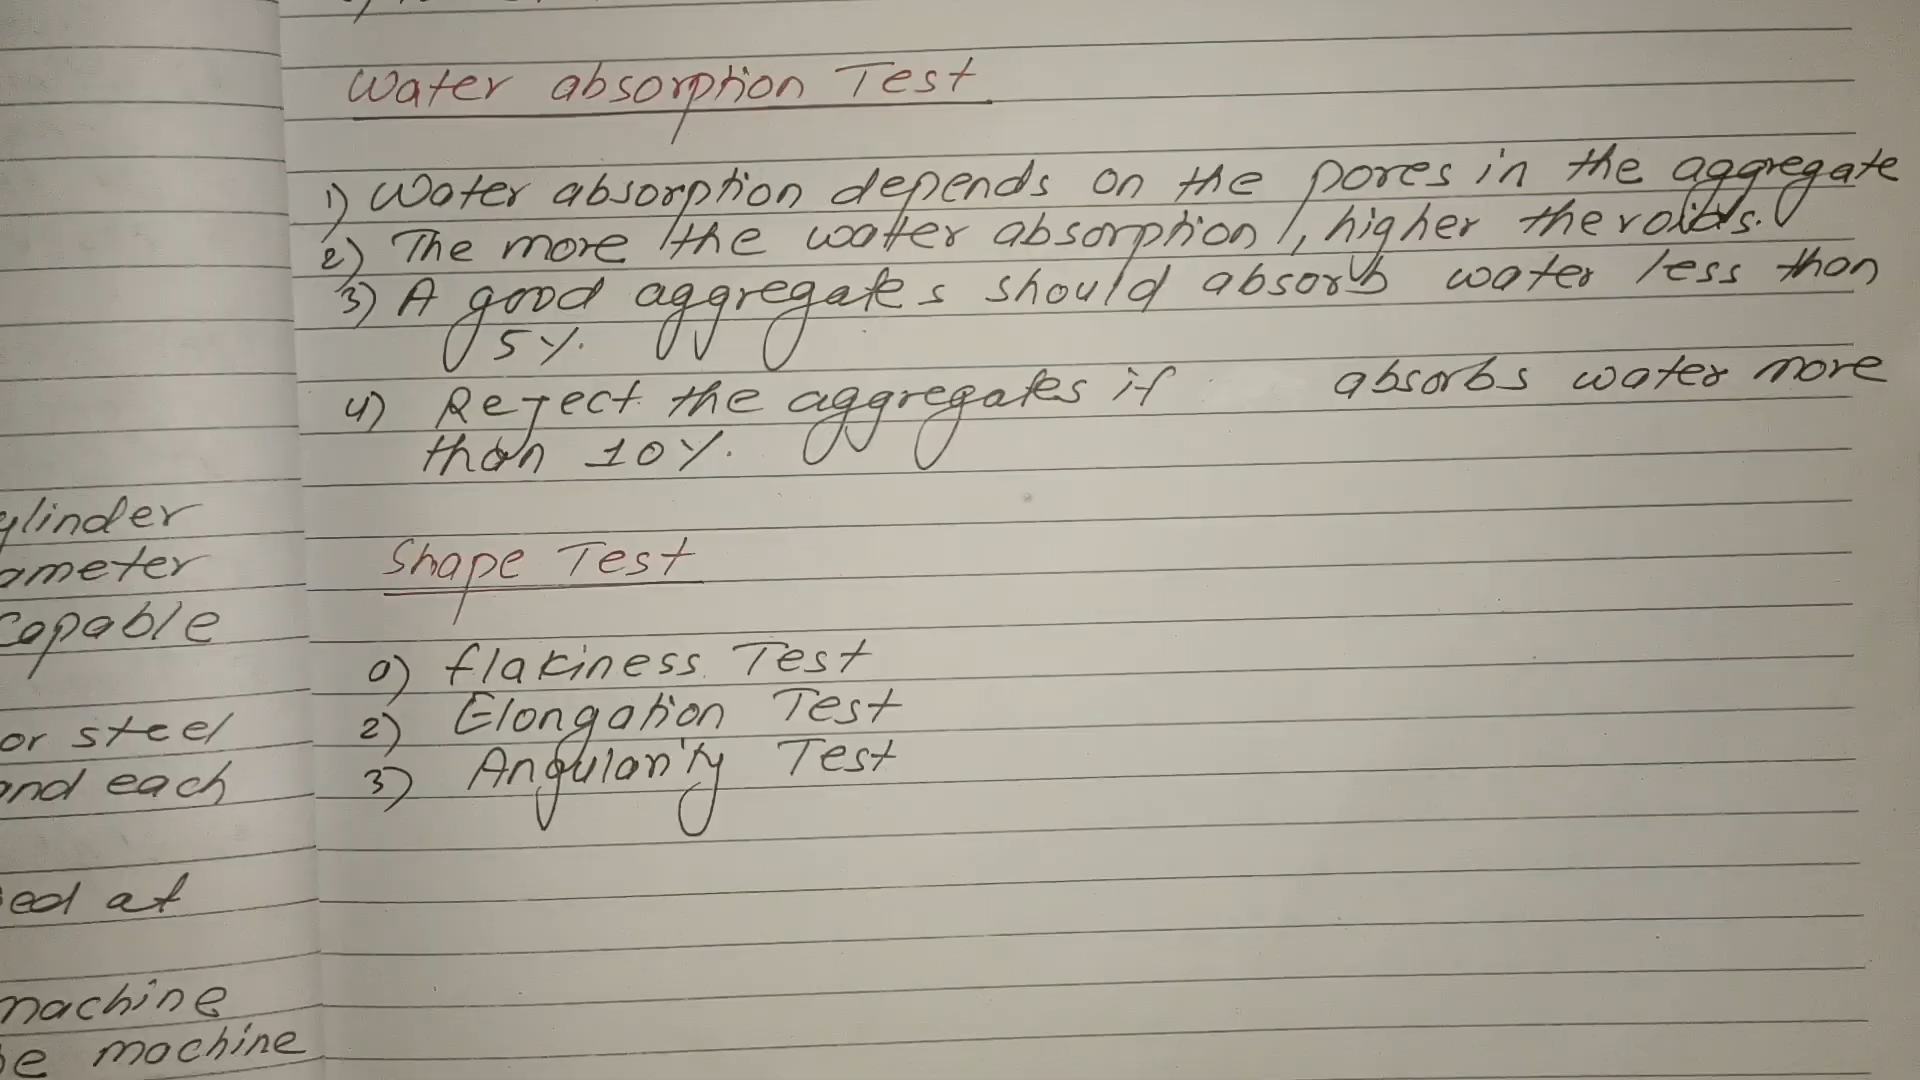 Water absorption Test
1) Water absorption depends on the pores in the aggregate
2) The more the water absorption, higher the voids.
3) A good aggregates should absorb water less than
5%.
4) Reject the aggregates if absorbs water more
than 10%.
Shape Test
a) flakiness Test
2) Elongation Test
3) Angularity Test
ylinder
ameter
capable
or steel
and each
ed at
machine
e machine